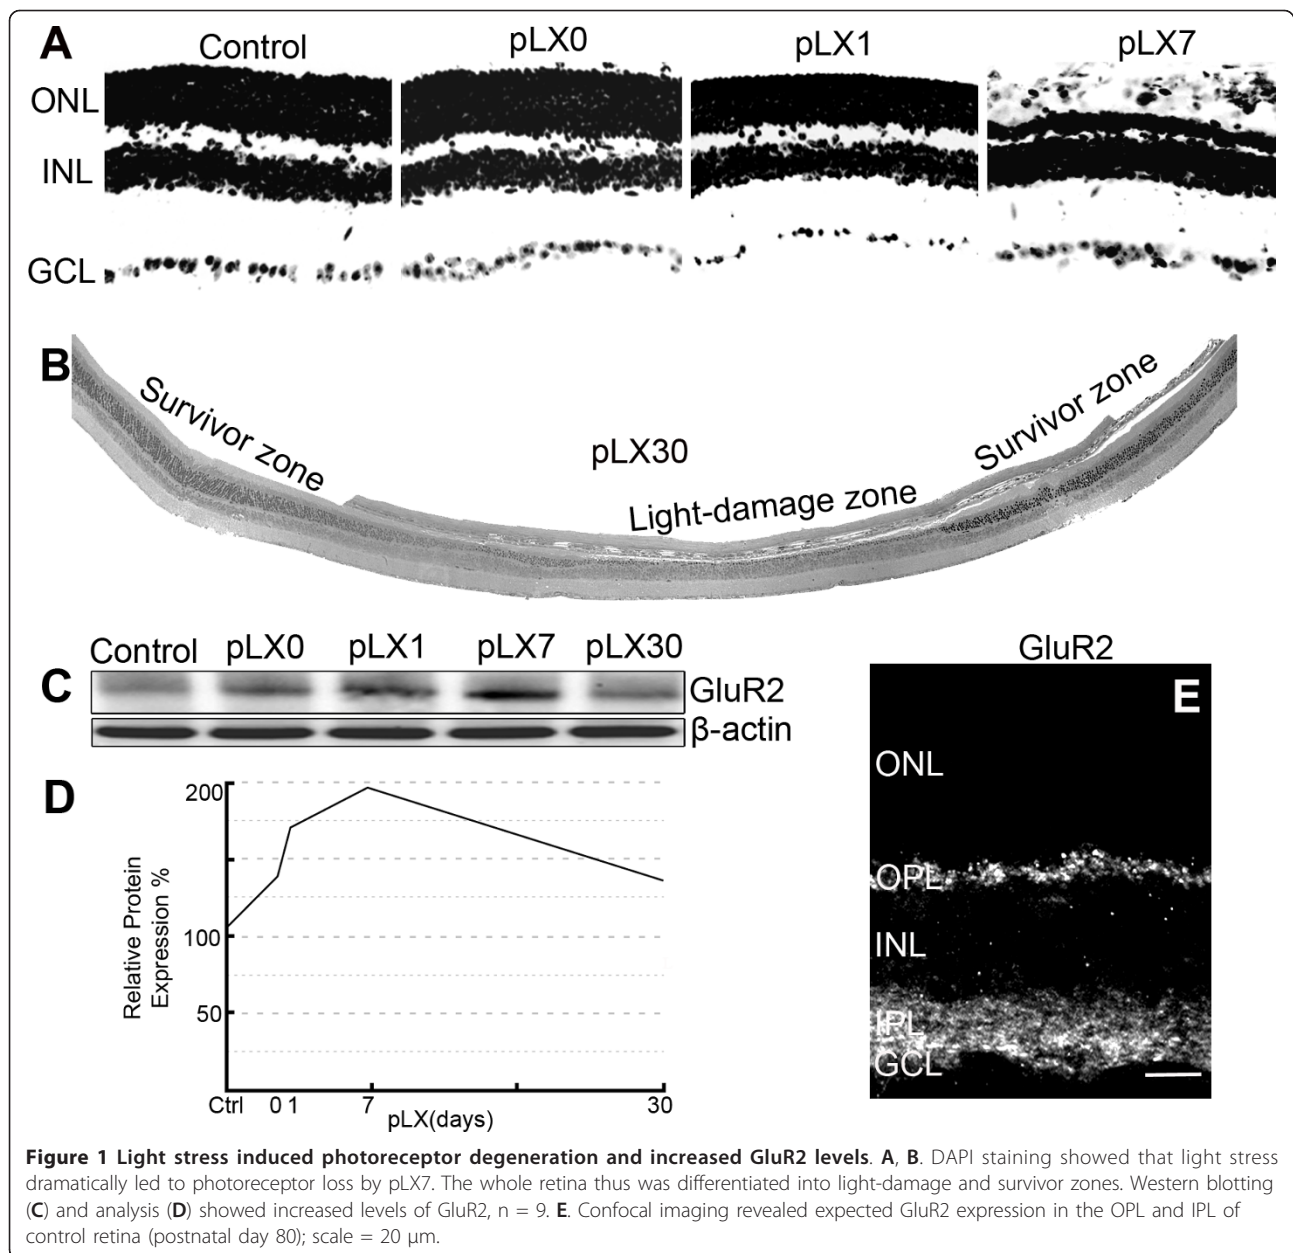 A
Control
pLX0
pLX1
pLX7
ONL
INL
GCL
B
Survivor zone
pLX30
Light-damage zone
Survivor zone
Control pLX0 pLX1 pLX7 pLX30
C
GluR2
β-actin
D
200
100
50
Relative Protein
Expression %
Ctrl 0 1 7 30
pLX(days)
GluR2
E
ONL
OPL
INL
IPL
GCL
Figure 1 Light stress induced photoreceptor degeneration and increased GluR2 levels. A, B. DAPI staining showed that light stress
dramatically led to photoreceptor loss by pLX7. The whole retina thus was differentiated into light-damage and survivor zones. Western blotting
(C) and analysis (D) showed increased levels of GluR2, n = 9. E. Confocal imaging revealed expected GluR2 expression in the OPL and IPL of
control retina (postnatal day 80); scale = 20 μm.